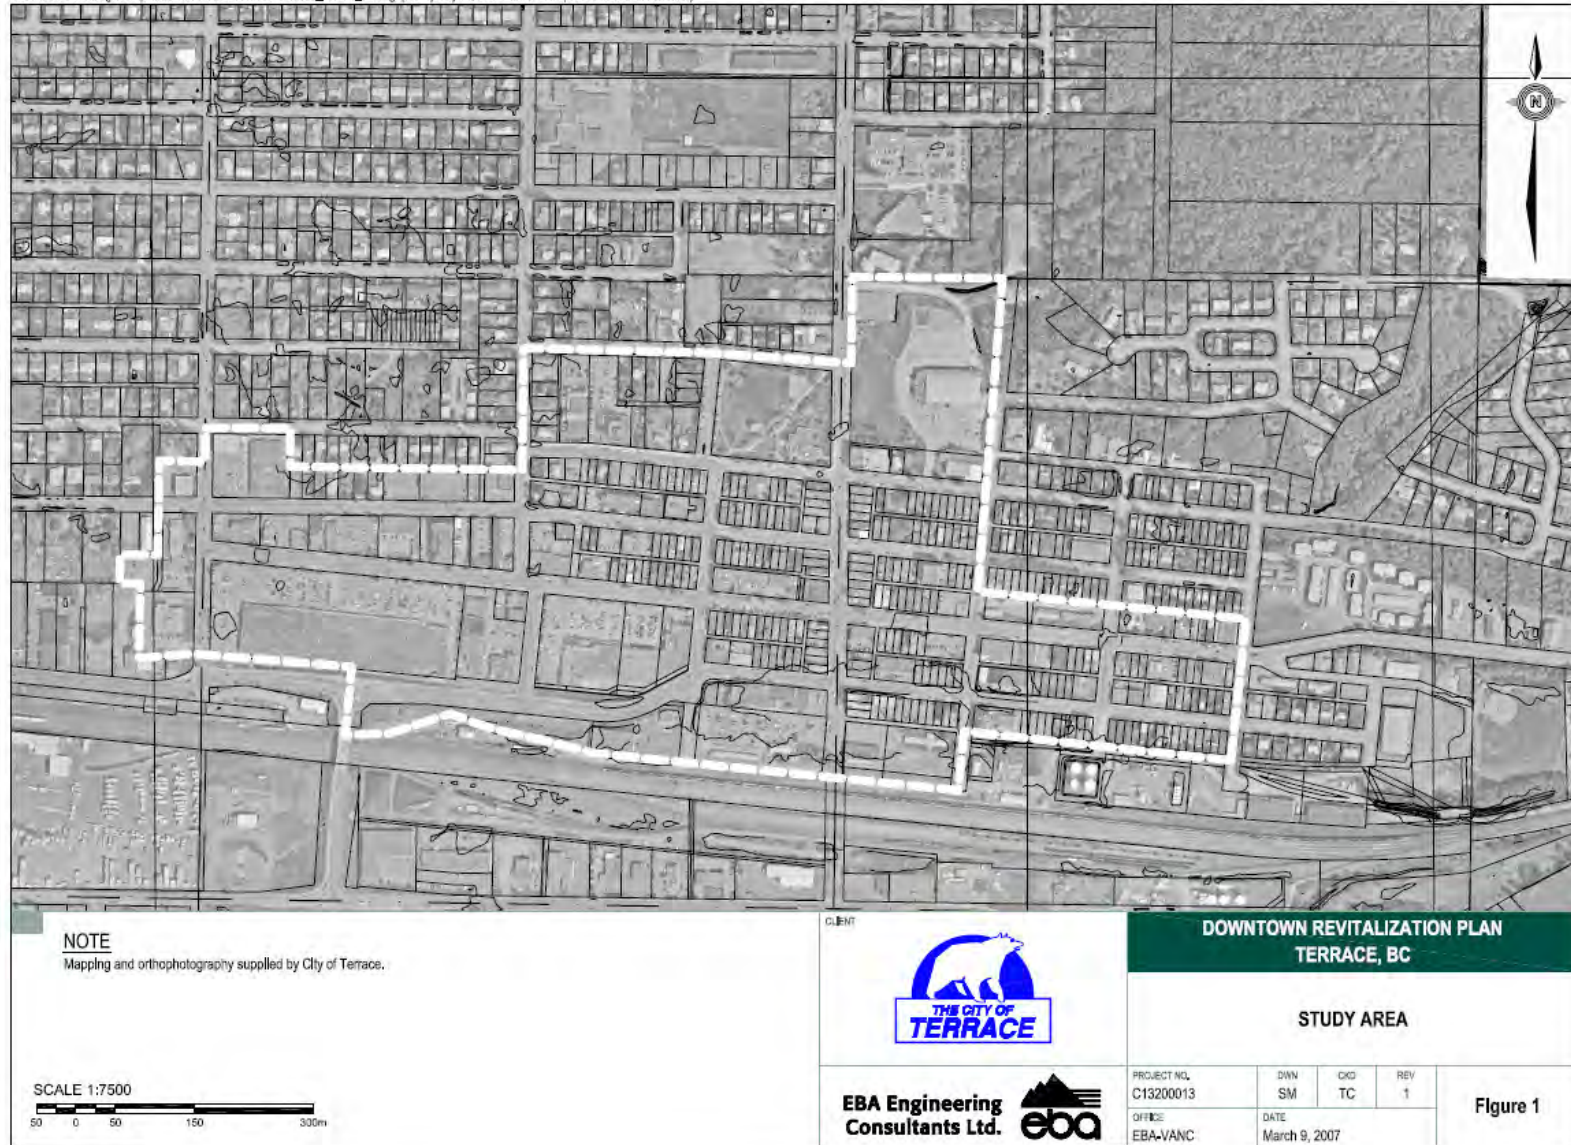 N
NOTE
Mapping and orthophotography supplied by City of Terrace.
SCALE 1:7500
50 0 50 150 300m
CLIENT
THE CITY OF
TERRACE
EBA Engineering
Consultants Ltd.
eba
DOWNTOWN REVITALIZATION PLAN
TERRACE, BC
STUDY AREA
PROJECT NO.
C13200013
DWN
SM
CKD
TC
REV
1
OFFICE
EBA-VANC
DATE
March 9, 2007
Figure 1